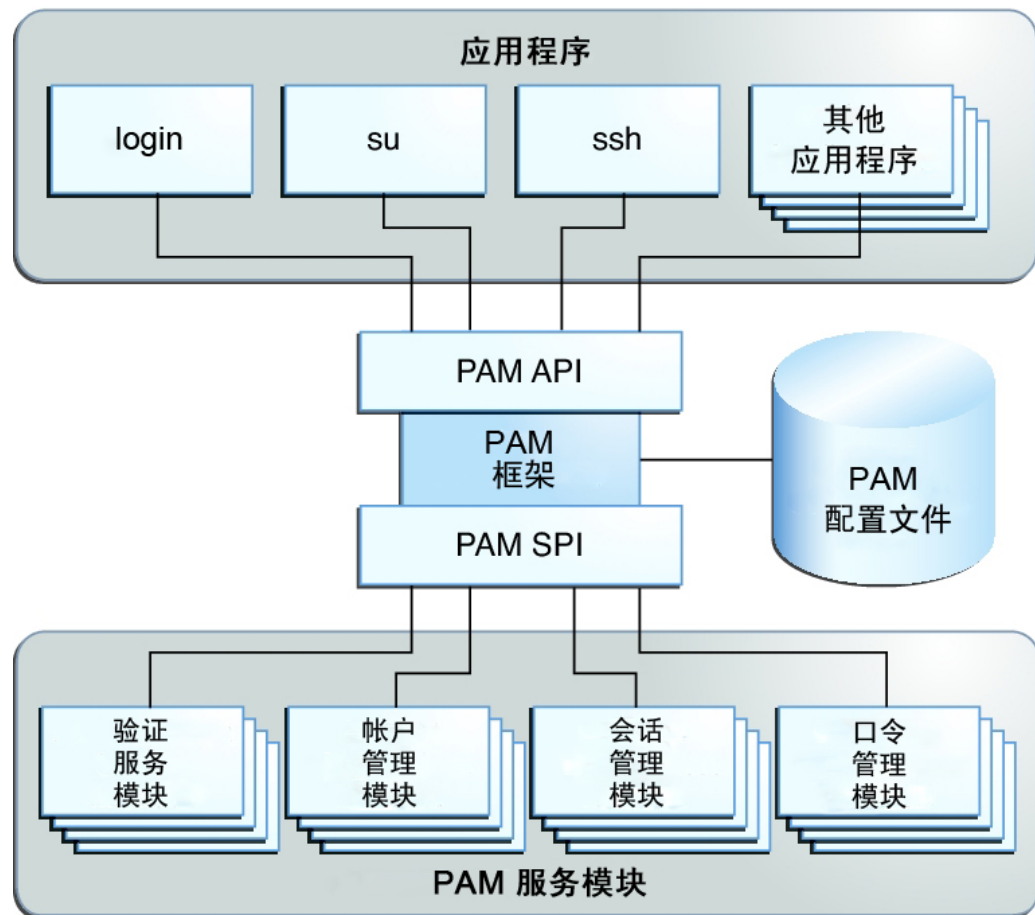 应用程序
login
su
ssh
其他
应用程序
PAM API
PAM
框架
PAM SPI
PAM
配置文件
验证
服务
模块
帐户
管理
模块
会话
管理
模块
口令
管理
模块
PAM 服务模块